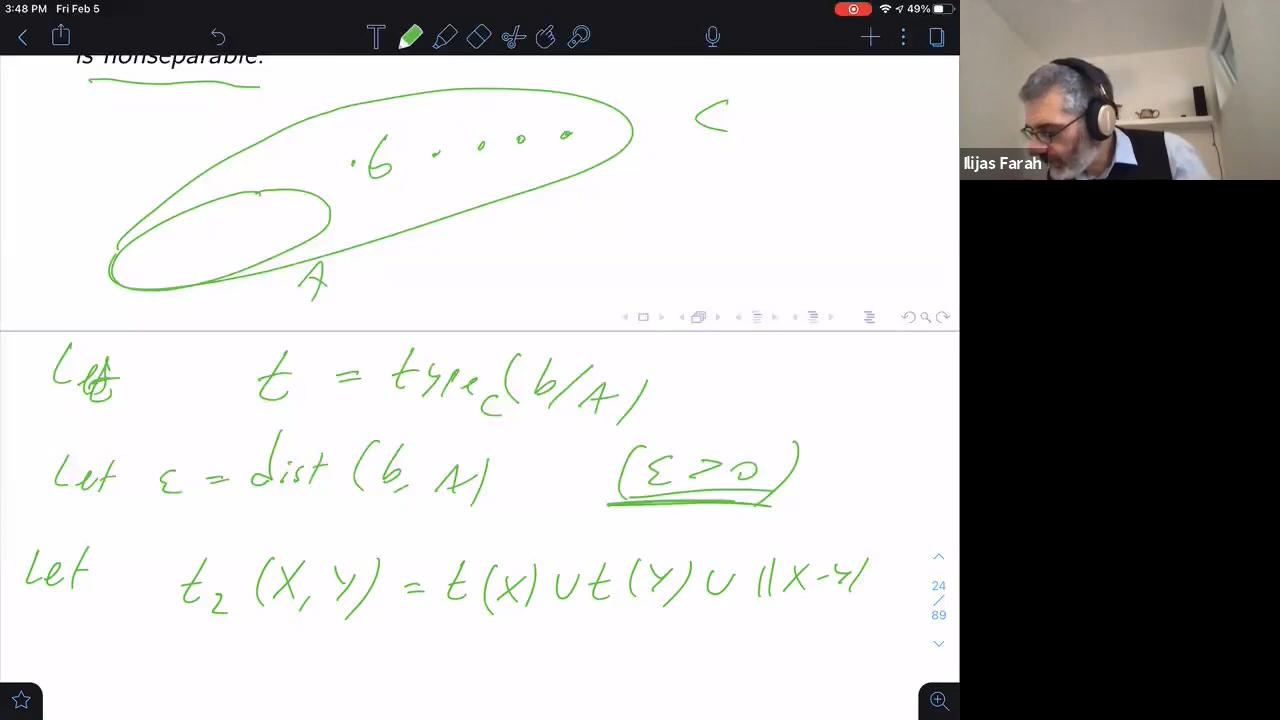 3:48 PM Fri Feb 5
49%
is nonseparable.
b
C
A
Let t = type_C (b/A)
Let ε = dist (b, A) (ε > 0)
Let t_2 (X, Y) = t(X) ∪ t(Y) ∪ ||X-Y|
24
/
89
Ilijas Farah